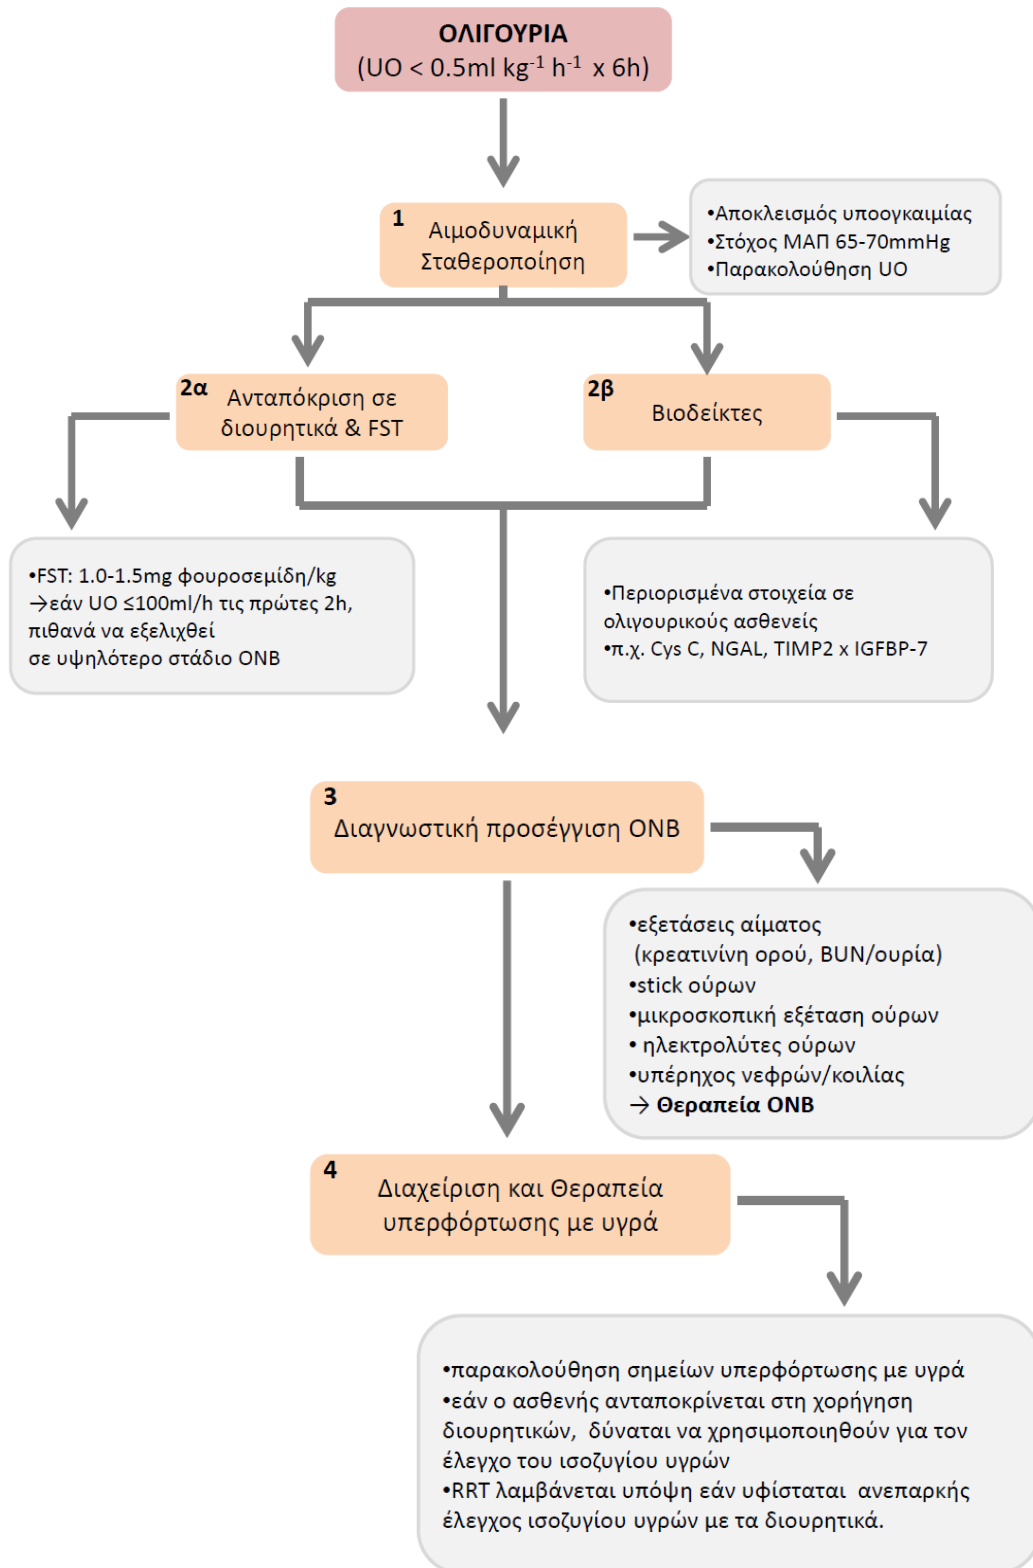 ΟΛΙΓΟΥΡΙΑ
(UO < 0.5ml kg⁻¹ h⁻¹ x 6h)
1
Αιμοδυναμική
Σταθεροποίηση
•Αποκλεισμός υποογκαιμίας
•Στόχος ΜΑΠ 65-70mmHg
•Παρακολούθηση UO
2α
Ανταπόκριση σε
διουρητικά & FST
2β
Βιοδείκτες
•FST: 1.0-1.5mg φουροσεμίδη/kg
→εάν UO ≤100ml/h τις πρώτες 2h,
πιθανά να εξελιχθεί
σε υψηλότερο στάδιο ΟΝΒ
•Περιορισμένα στοιχεία σε
ολιγουρικούς ασθενείς
•π.χ. Cys C, NGAL, TIMP2 x IGFBP-7
3
Διαγνωστική προσέγγιση ΟΝΒ
•εξετάσεις αίματος
(κρεατινίνη ορού, BUN/ουρία)
•stick ούρων
•μικροσκοπική εξέταση ούρων
• ηλεκτρολύτες ούρων
•υπέρηχος νεφρών/κοιλίας
→ Θεραπεία ΟΝΒ
4
Διαχείριση και Θεραπεία
υπερφόρτωσης με υγρά
•παρακολούθηση σημείων υπερφόρτωσης με υγρά
•εάν ο ασθενής ανταποκρίνεται στη χορήγηση
διουρητικών, δύναται να χρησιμοποιηθούν για τον
έλεγχο του ισοζυγίου υγρών
•RRT λαμβάνεται υπόψη εάν υφίσταται ανεπαρκής
έλεγχος ισοζυγίου υγρών με τα διουρητικά.